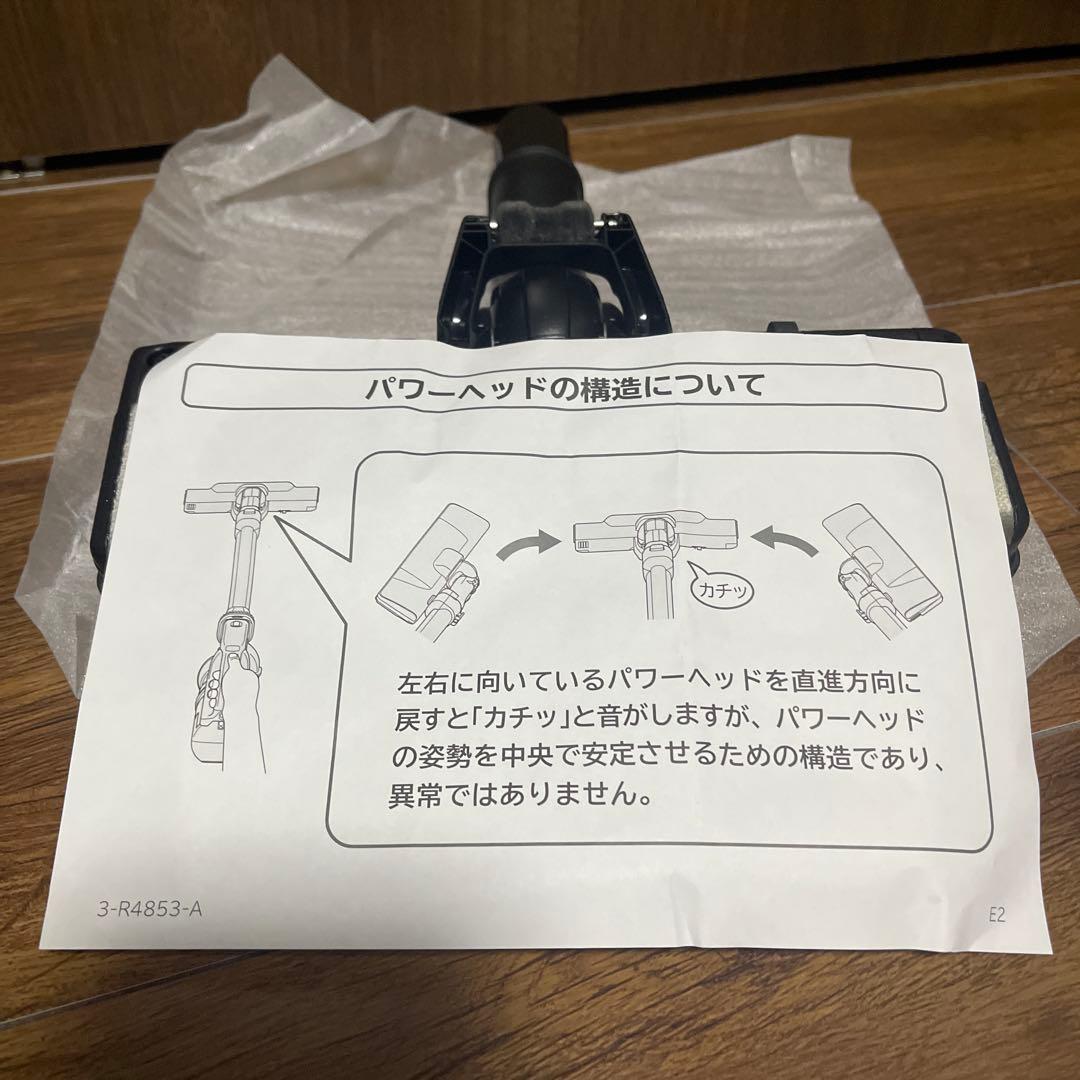 パワーヘッドの構造について
カチッ
左右に向いているパワーヘッドを直進方向に
戻すと「カチッ」と音がしますが、パワーヘッド
の姿勢を中央で安定させるための構造であり、
異常ではありません。
3-R4853-A
E2